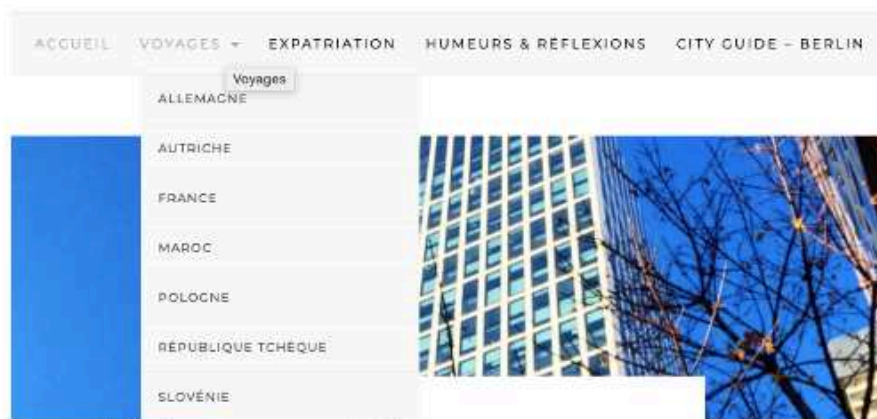 ACCUEIL VOYAGES EXPATRIATION HUMEURS & RÉFLEXIONS CITY GUIDE – BERLIN
Voyages
ALLEMAGNE
AUTRICHE
FRANCE
MAROC
POLOGNE
RÉPUBLIQUE TCHÈQUE
SLOVÉNIE